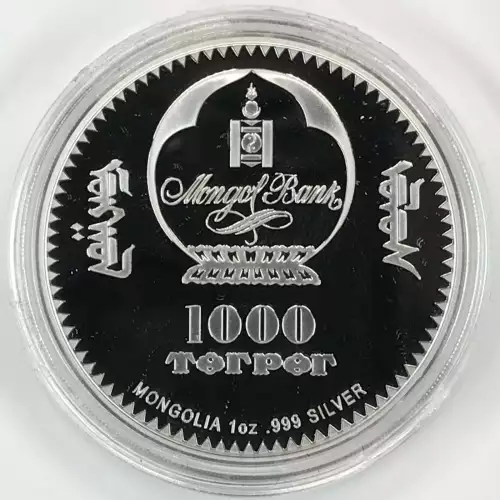 Mongol Bank
1000
ТӨГРӨГ
MONGOLIA 1oz .999 SILVER